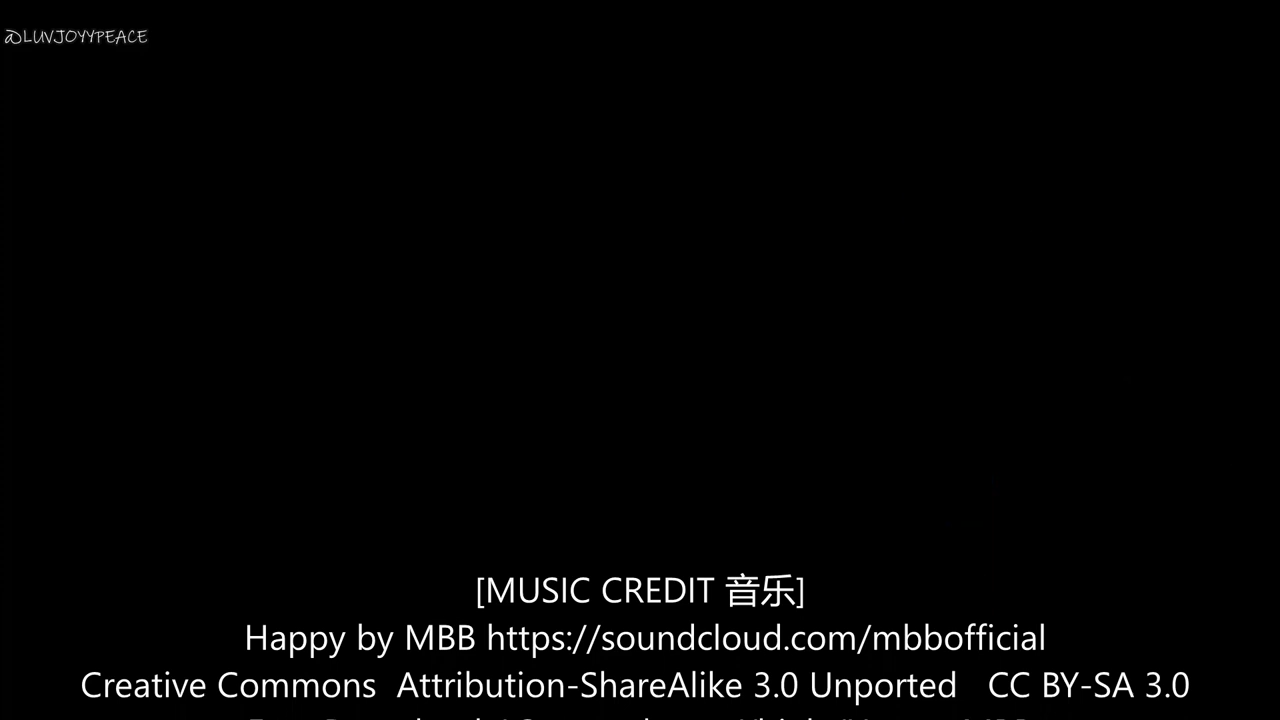 @LUVJOYYPEACE
[MUSIC CREDIT 音乐]
Happy by MBB https://soundcloud.com/mbbofficial
Creative Commons  Attribution-ShareAlike 3.0 Unported   CC BY-SA 3.0